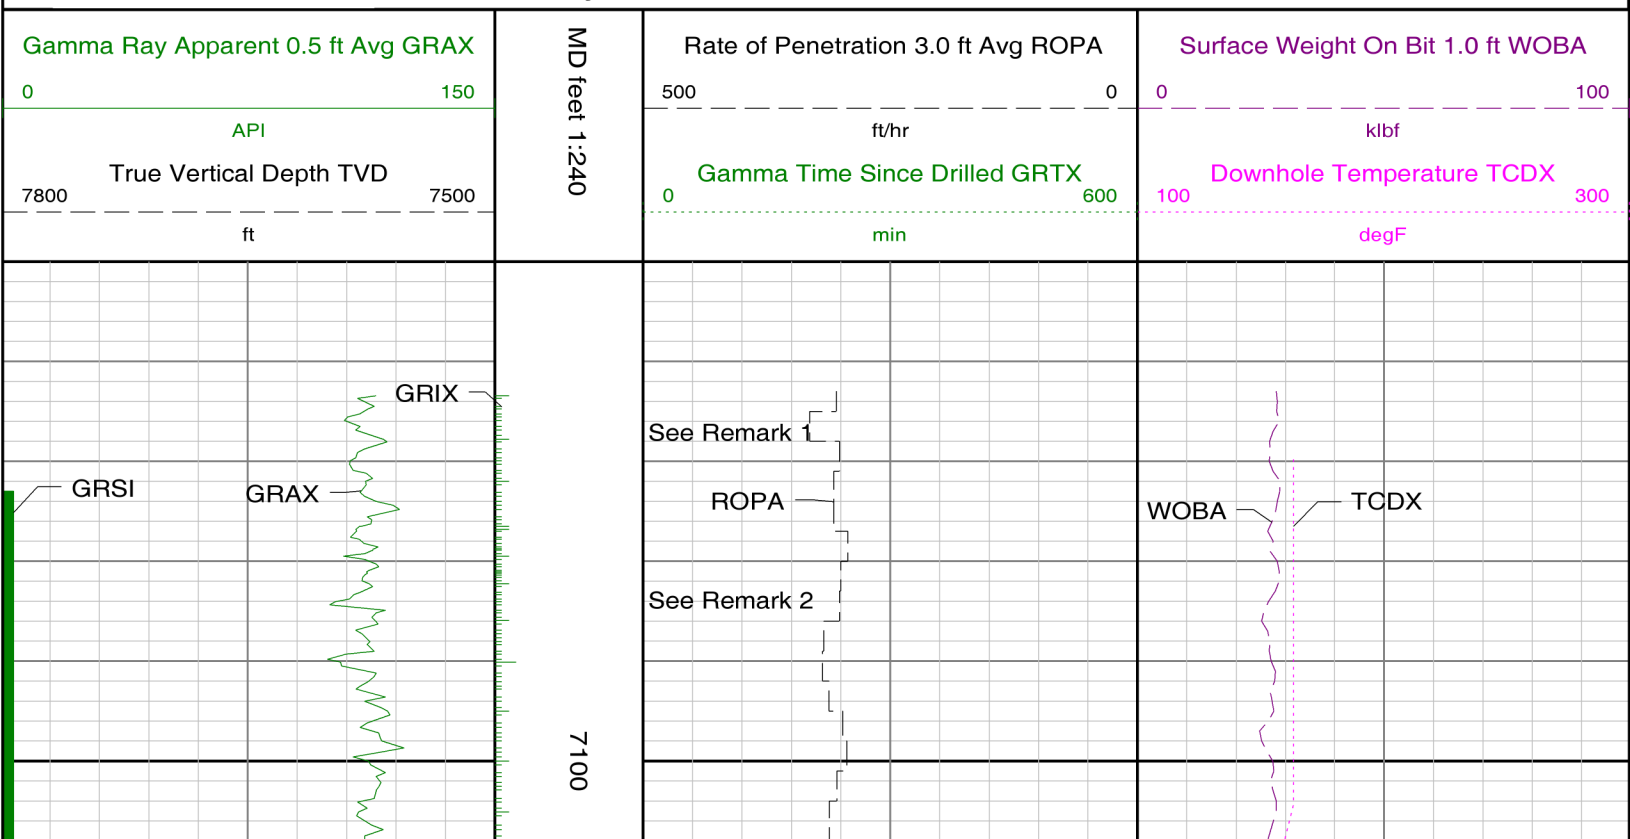 Gamma Ray Apparent 0.5 ft Avg GRAX
0 150
API
True Vertical Depth TVD
7800 7500
ft
MD feet 1:240
Rate of Penetration 3.0 ft Avg ROPA
500 0
ft/hr
Gamma Time Since Drilled GRTX
0 600
min
Surface Weight On Bit 1.0 ft WOBA
0 100
klbf
Downhole Temperature TCDX
100 300
degF
GRIX
See Remark 1
GRSI
GRAX
ROPA
WOBA
TCDX
See Remark 2
7100